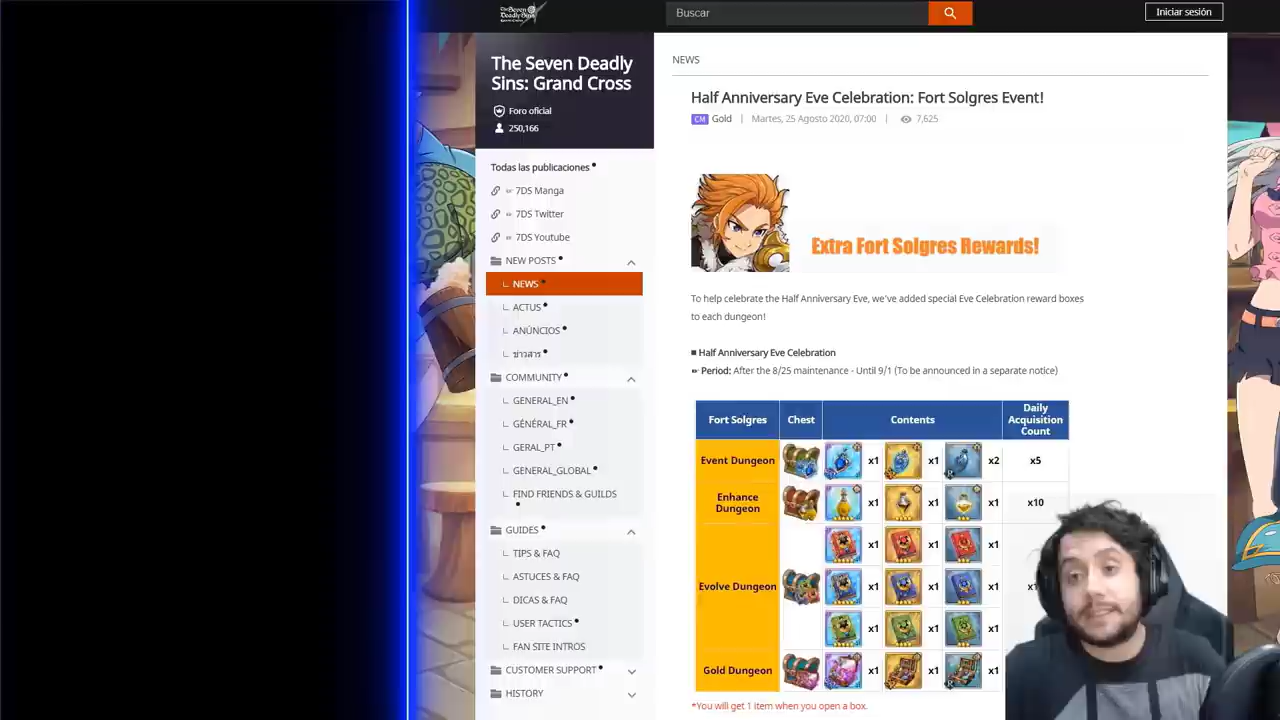 The Seven
Deadly Sins
Buscar
Iniciar sesión
The Seven Deadly
Sins: Grand Cross
Foro oficial
250,166
Todas las publicaciones
7DS Manga
7DS Twitter
7DS Youtube
NEW POSTS
NEWS
ACTUS
ANÚNCIOS
ข่าวสาร
COMMUNITY
GENERAL_EN
GÉNÉRAL_FR
GERAL_PT
GENERAL_GLOBAL
FIND FRIENDS & GUILDS
GUIDES
TIPS & FAQ
ASTUCES & FAQ
DICAS & FAQ
USER TACTICS
FAN SITE INTROS
CUSTOMER SUPPORT
HISTORY
NEWS
Half Anniversary Eve Celebration: Fort Solgres Event!
CM Gold | Martes, 25 Agosto 2020, 07:00 | 7,625
Extra Fort Solgres Rewards!
To help celebrate the Half Anniversary Eve, we've added special Eve Celebration reward boxes
to each dungeon!
■ Half Anniversary Eve Celebration
☞ Period: After the 8/25 maintenance - Until 9/1 (To be announced in a separate notice)
Fort Solgres Chest Contents Daily
Acquisition
Count
Event Dungeon x1 x1 x2 x5
Enhance
Dungeon x1 x1 x1 x10
x1 x1 x1
Evolve Dungeon x1 x1 x1
x1 x1 x1
Gold Dungeon x1 x1 x1
*You will get 1 item when you open a box.